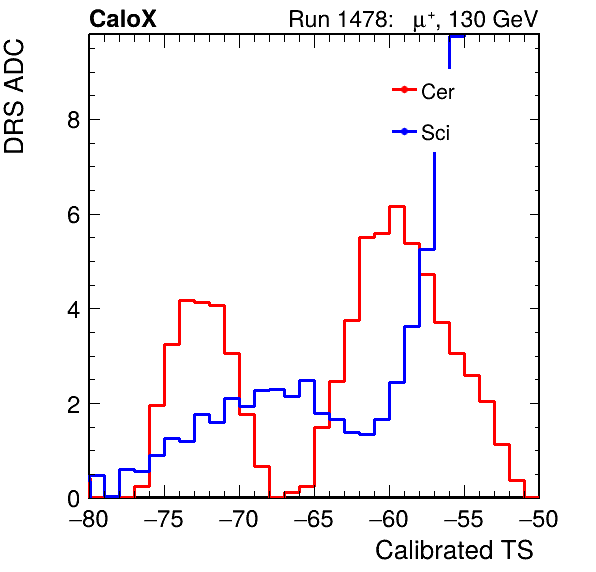 CaloX Run 1478: μ⁺, 130 GeV
DRS ADC
Cer
Sci
8
6
4
2
0
−80 −75 −70 −65 −60 −55 −50
Calibrated TS